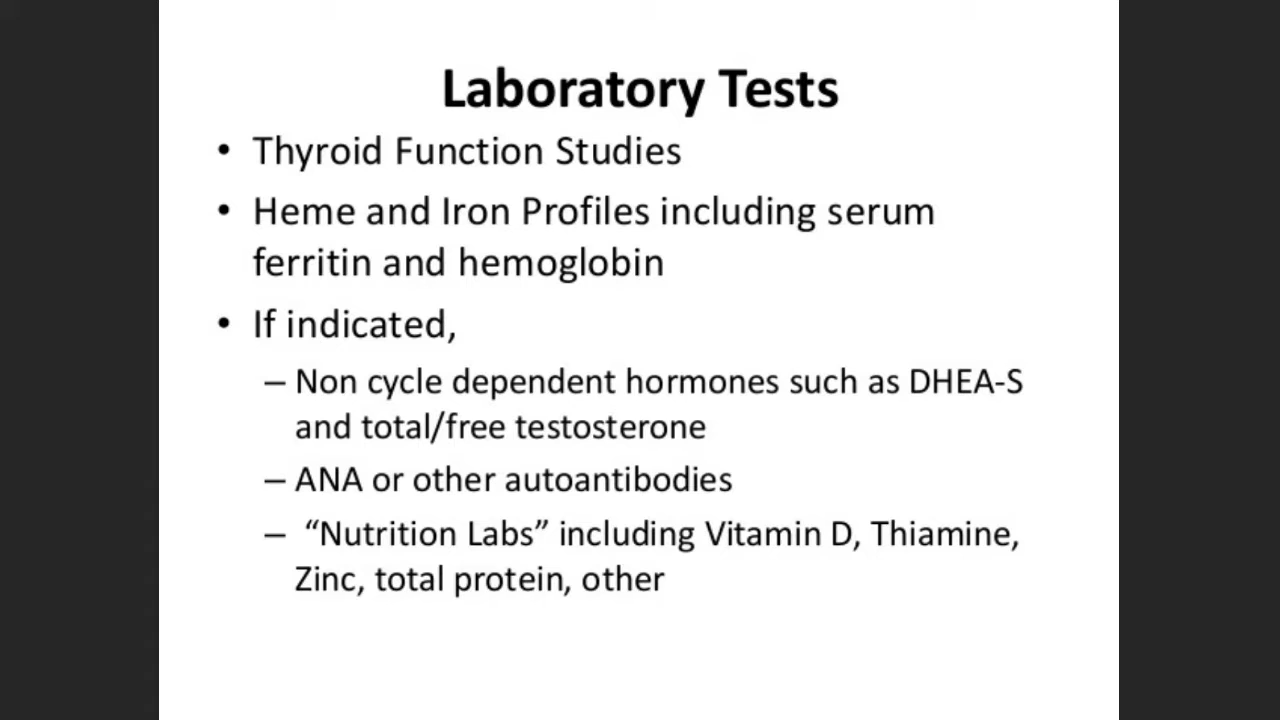 Laboratory Tests
• Thyroid Function Studies
• Heme and Iron Profiles including serum
ferritin and hemoglobin
• If indicated,
– Non cycle dependent hormones such as DHEA-S
and total/free testosterone
– ANA or other autoantibodies
– “Nutrition Labs” including Vitamin D, Thiamine,
Zinc, total protein, other